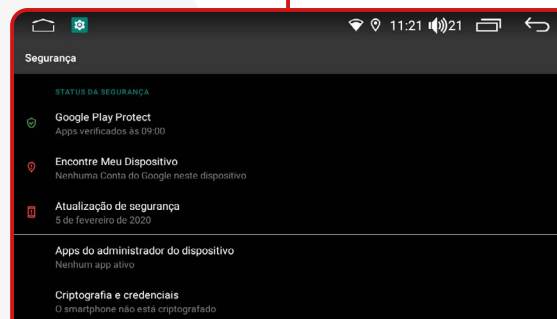 11:21 21
Segurança
STATUS DA SEGURANÇA
Google Play Protect
Apps verificados às 09:00
Encontre Meu Dispositivo
Nenhuma Conta do Google neste dispositivo
Atualização de segurança
5 de fevereiro de 2020
Apps do administrador do dispositivo
Nenhum app ativo
Criptografia e credenciais
O smartphone não está criptografado